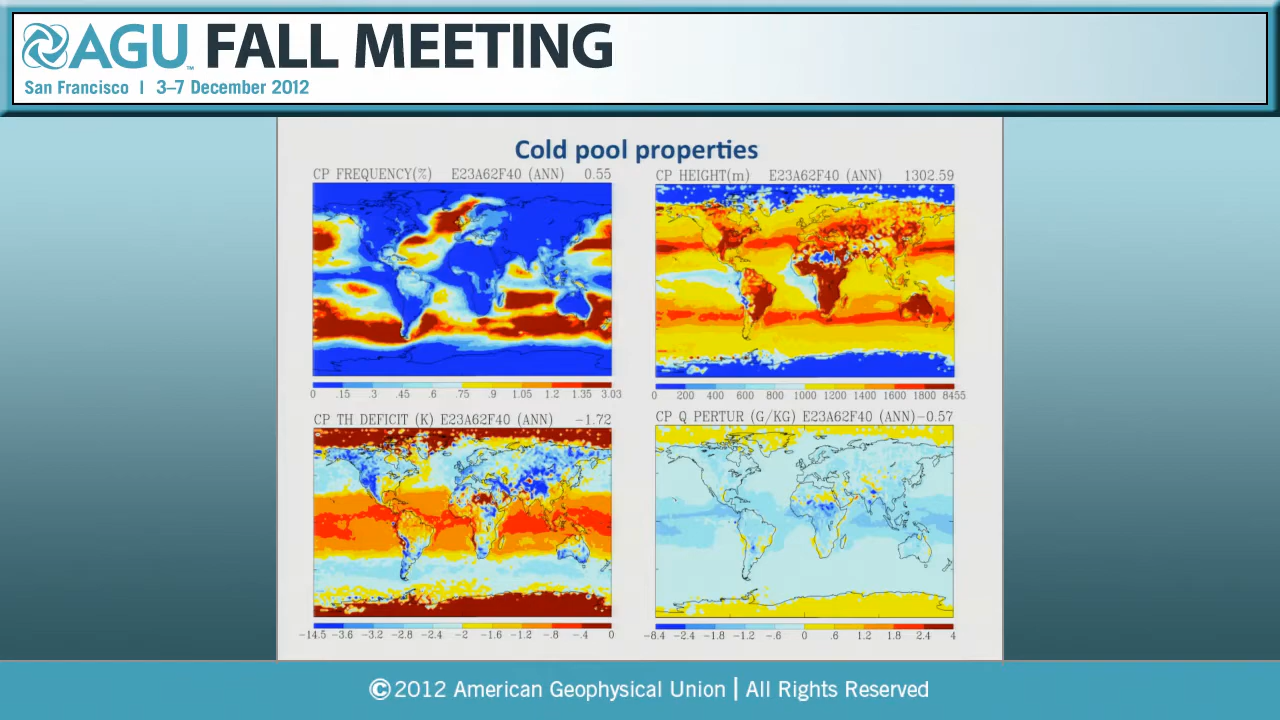 AGU™ FALL MEETING
San Francisco | 3–7 December 2012
Cold pool properties
CP FREQUENCY(%) E23A62F40 (ANN) 0.55
0 .15 .3 .45 .6 .75 .9 1.05 1.2 1.35 3.03
CP HEIGHT(m) E23A62F40 (ANN) 1302.59
0 200 400 600 800 1000 1200 1400 1600 1800 8455
CP TH DEFICIT (K) E23A62F40 (ANN) −1.72
−14.5 −3.6 −3.2 −2.8 −2.4 −2 −1.6 −1.2 −.8 −.4 0
CP Q PERTUR (G/KG) E23A62F40 (ANN)−0.57
−8.4 −2.4 −1.8 −1.2 −.6 0 .6 1.2 1.8 2.4 4
©2012 American Geophysical Union | All Rights Reserved